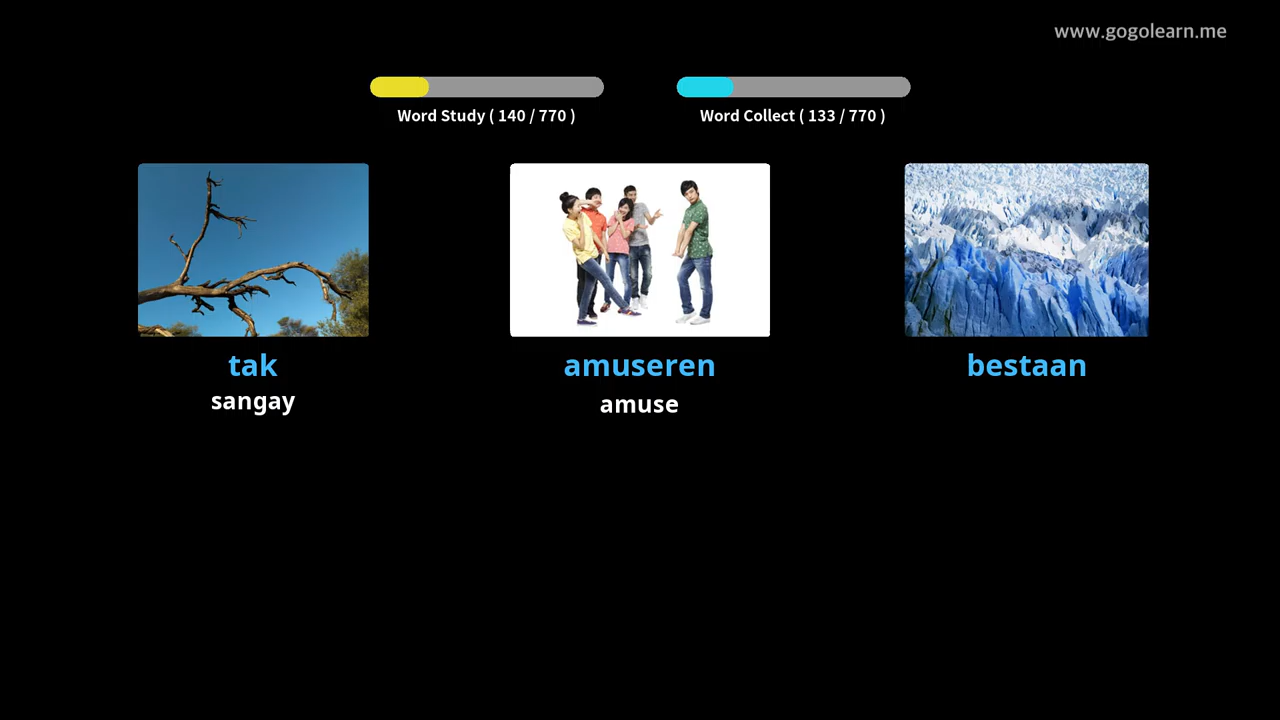 www.gogolearn.me
Word Study ( 140 / 770 )
Word Collect ( 133 / 770 )
tak
amuseren
bestaan
sangay
amuse